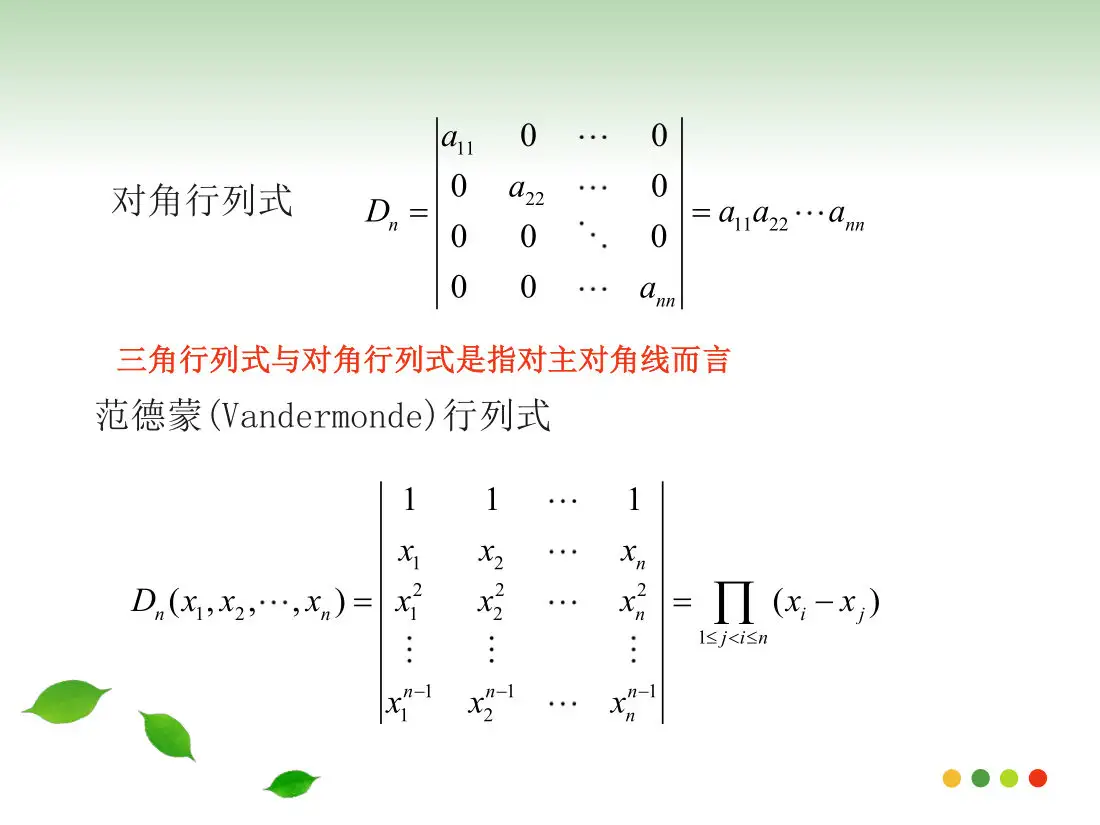 对角行列式
D_n = | a_11 0 ⋯ 0 |
| 0 a_22 ⋯ 0 |
| 0 0 ⋱ 0 |
| 0 0 ⋯ a_nn | = a_11 a_22 ⋯ a_nn
三角行列式与对角行列式是指对主对角线而言
范德蒙(Vandermonde)行列式
D_n(x_1, x_2, ⋯, x_n) = | 1 1 ⋯ 1 |
| x_1 x_2 ⋯ x_n |
| x_1^2 x_2^2 ⋯ x_n^2 |
| ⋮ ⋮ ⋮ |
| x_1^{n−1} x_2^{n−1} ⋯ x_n^{n−1} | = ∏_{1≤j<i≤n} (x_i − x_j)